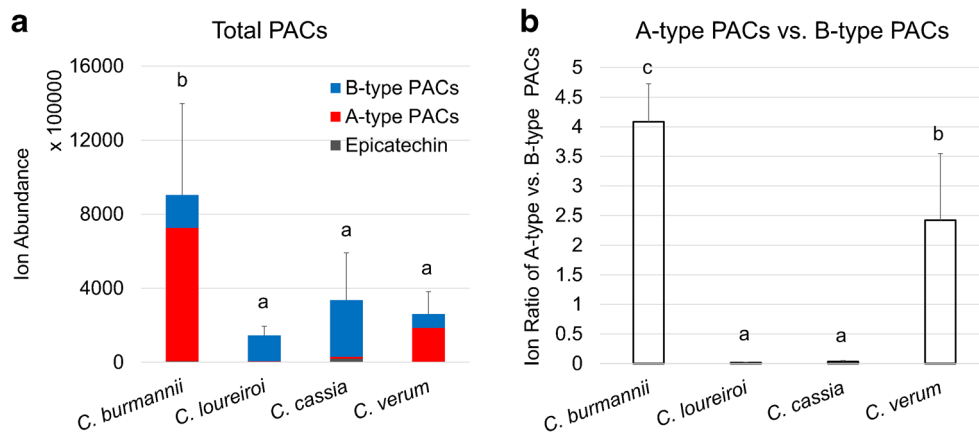 a
Total PACs
Ion Abundance
x 100000
16000
12000
8000
4000
0
b
a
a
a
B-type PACs
A-type PACs
Epicatechin
C. burmannii
C. loureiroi
C. cassia
C. verum
b
A-type PACs vs. B-type PACs
Ion Ratio of A-type vs. B-type PACs
5
4.5
4
3.5
3
2.5
2
1.5
1
0.5
0
c
a
a
b
C. burmannii
C. loureiroi
C. cassia
C. verum